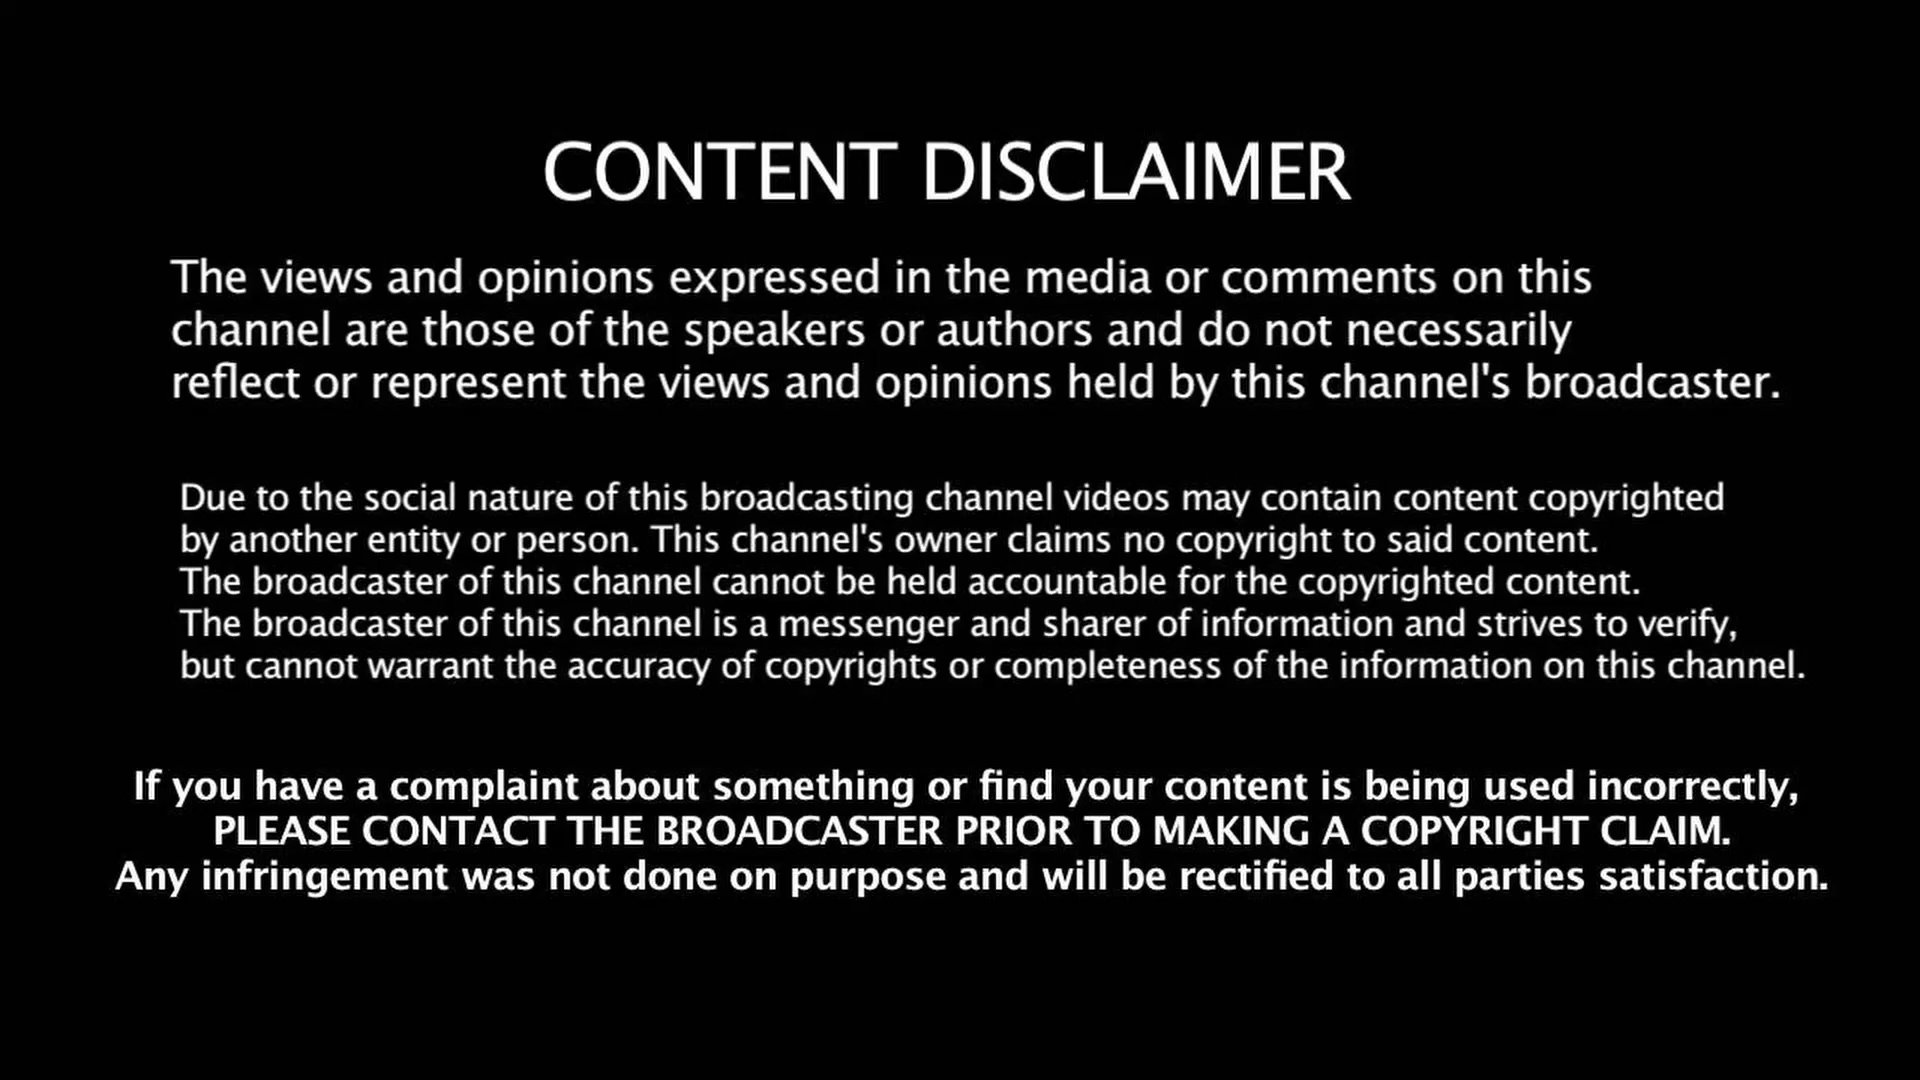 CONTENT DISCLAIMER
The views and opinions expressed in the media or comments on this
channel are those of the speakers or authors and do not necessarily
reflect or represent the views and opinions held by this channel's broadcaster.
Due to the social nature of this broadcasting channel videos may contain content copyrighted
by another entity or person. This channel's owner claims no copyright to said content.
The broadcaster of this channel cannot be held accountable for the copyrighted content.
The broadcaster of this channel is a messenger and sharer of information and strives to verify,
but cannot warrant the accuracy of copyrights or completeness of the information on this channel.
If you have a complaint about something or find your content is being used incorrectly,
PLEASE CONTACT THE BROADCASTER PRIOR TO MAKING A COPYRIGHT CLAIM.
Any infringement was not done on purpose and will be rectified to all parties satisfaction.